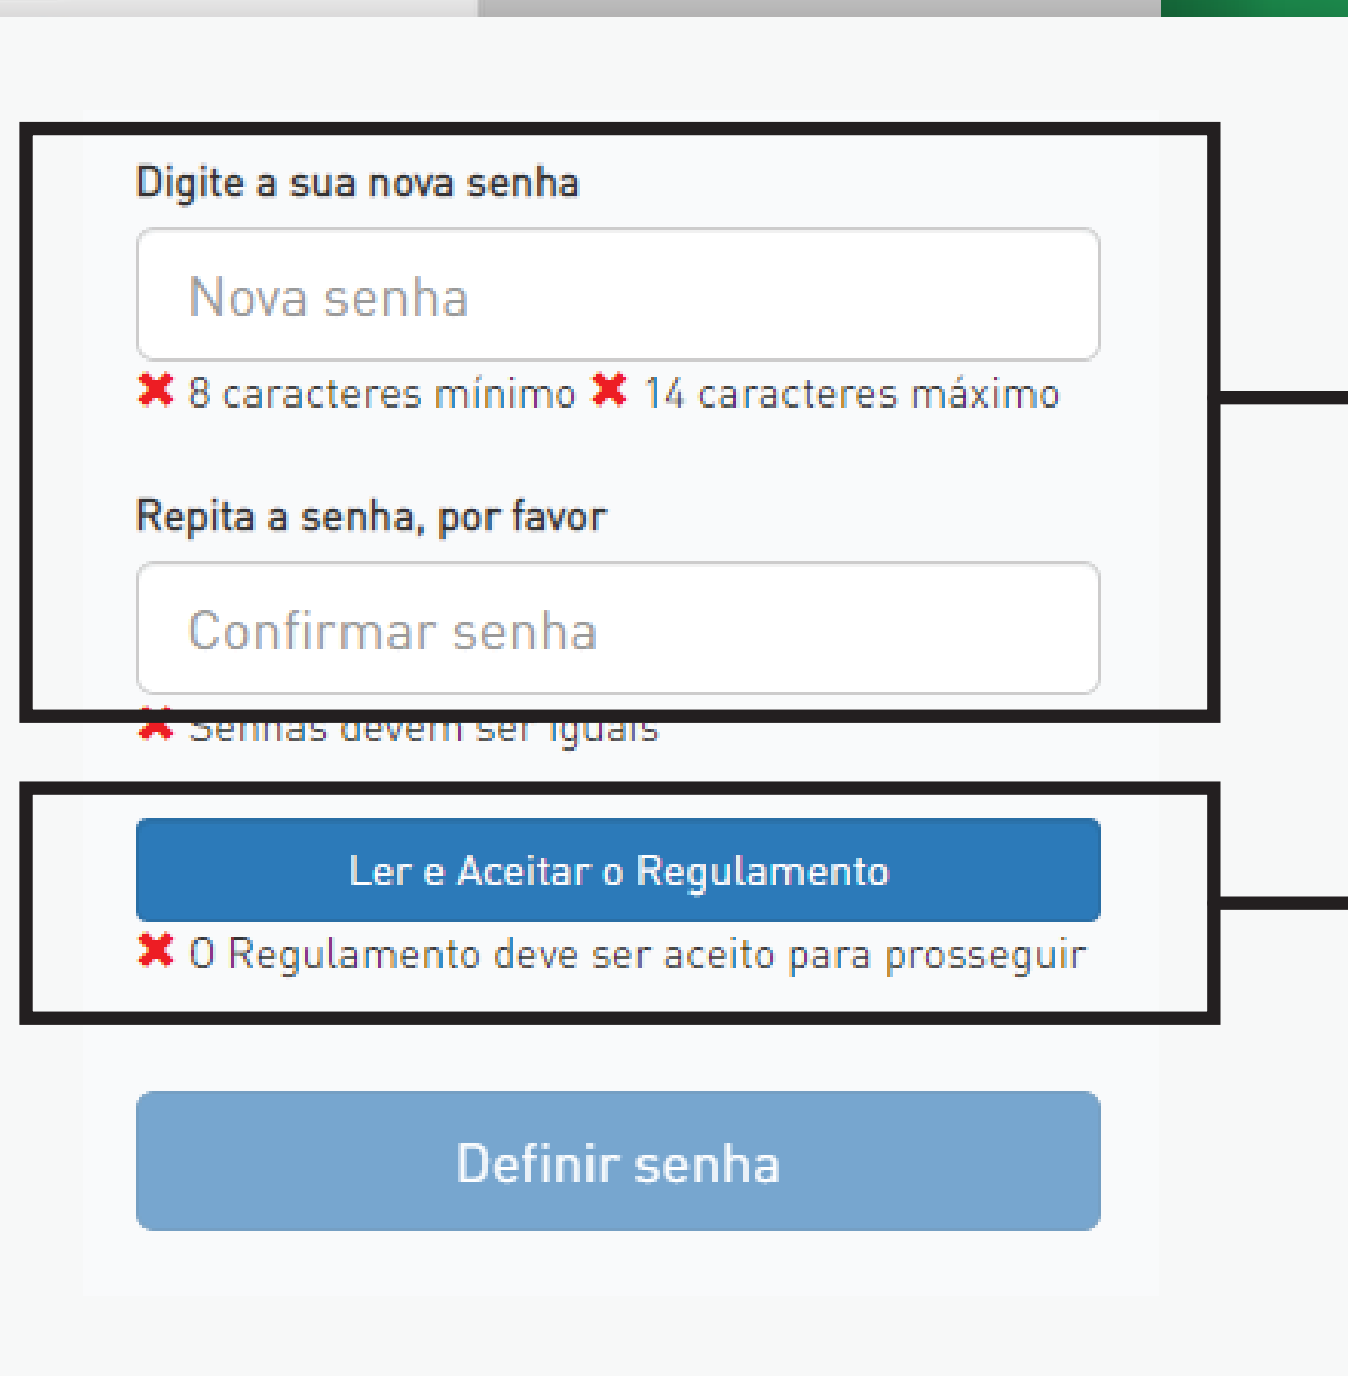 Digite a sua nova senha
Nova senha
✖ 8 caracteres mínimo ✖ 14 caracteres máximo
Repita a senha, por favor
Confirmar senha
✖ Senhas devem ser iguais
Ler e Aceitar o Regulamento
✖ O Regulamento deve ser aceito para prosseguir
Definir senha